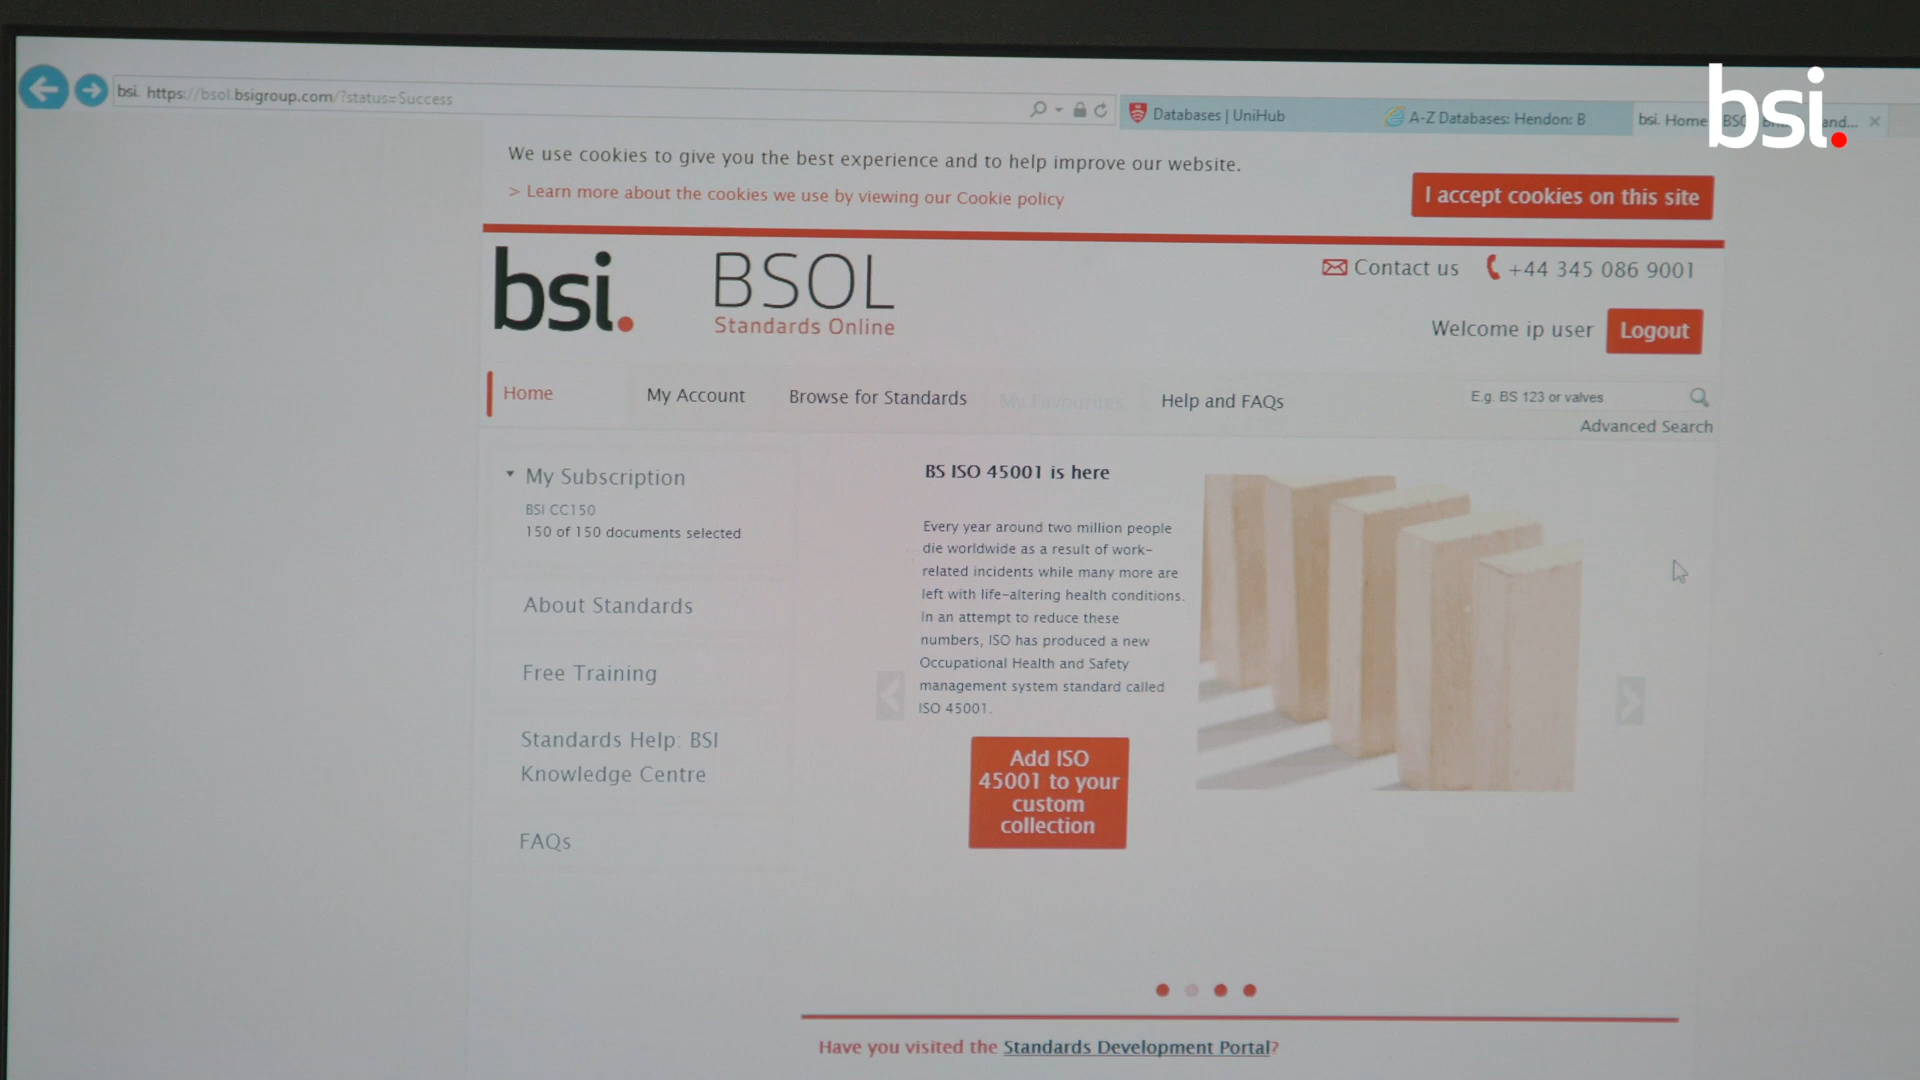 bsi. https://bsol.bsigroup.com/?status=Success
Databases | UniHub
A-Z Databases: Hendon: B
bsi. Home
bsi.
We use cookies to give you the best experience and to help improve our website.
> Learn more about the cookies we use by viewing our Cookie policy
I accept cookies on this site
bsi.
BSOL
Standards Online
Contact us
+44 345 086 9001
Welcome ip user
Logout
Home
My Account
Browse for Standards
My Favourites
Help and FAQs
E.g. BS 123 or valves
Advanced Search
My Subscription
BSI CC150
150 of 150 documents selected
About Standards
Free Training
Standards Help: BSI
Knowledge Centre
FAQs
BS ISO 45001 is here
Every year around two million people
die worldwide as a result of work-
related incidents while many more are
left with life-altering health conditions.
In an attempt to reduce these
numbers, ISO has produced a new
Occupational Health and Safety
management system standard called
ISO 45001.
Add ISO
45001 to your
custom
collection
Have you visited the Standards Development Portal?